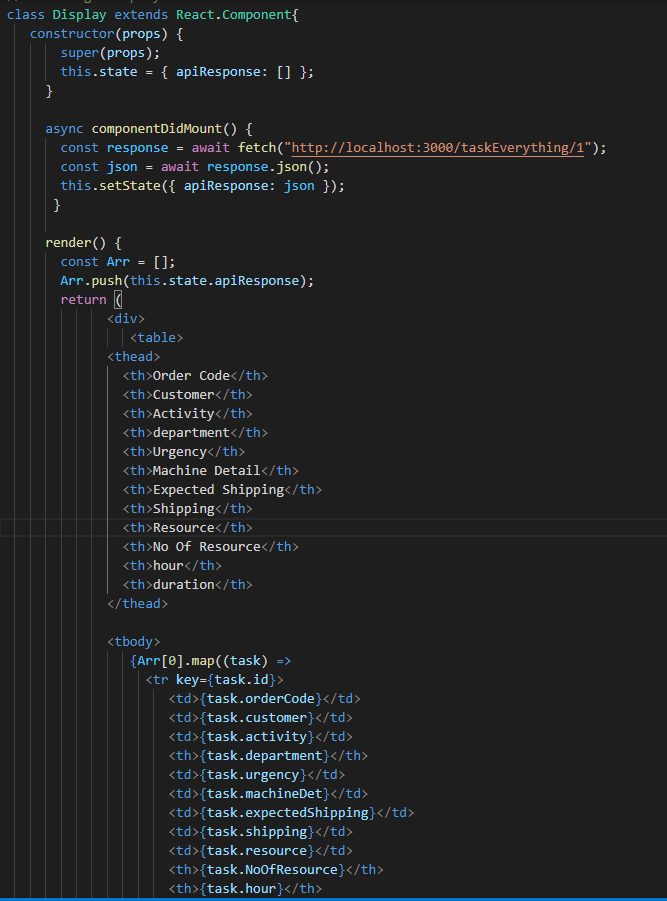 class Display extends React.Component{
constructor(props) {
super(props);
this.state = { apiResponse: [] };
}
async componentDidMount() {
const response = await fetch("http://localhost:3000/taskEverything/1");
const json = await response.json();
this.setState({ apiResponse: json });
}
render() {
const Arr = [];
Arr.push(this.state.apiResponse);
return (
<div>
<table>
<thead>
<th>Order Code</th>
<th>Customer</th>
<th>Activity</th>
<th>department</th>
<th>Urgency</th>
<th>Machine Detail</th>
<th>Expected Shipping</th>
<th>Shipping</th>
<th>Resource</th>
<th>No Of Resource</th>
<th>hour</th>
<th>duration</th>
</thead>
<tbody>
{Arr[0].map((task) =>
<tr key={task.id}>
<td>{task.orderCode}</td>
<td>{task.customer}</td>
<td>{task.activity}</td>
<th>{task.department}</th>
<td>{task.urgency}</td>
<td>{task.machineDet}</td>
<td>{task.expectedShipping}</td>
<td>{task.shipping}</td>
<td>{task.resource}</td>
<th>{task.NoOfResource}</th>
<th>{task.hour}</th>